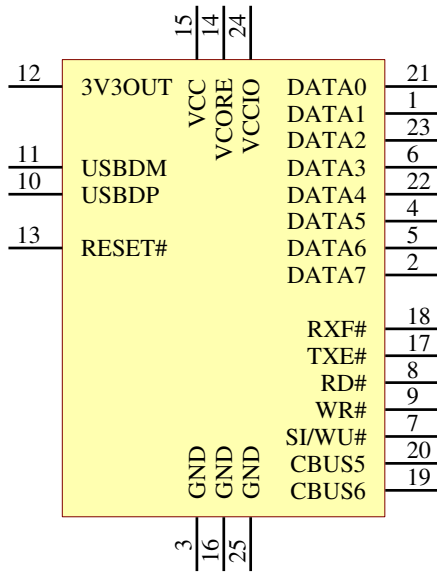 15 14 24
12 3V3OUT VCC VCORE VCCIO DATA0 21
DATA1 1
DATA2 23
11 USBDM DATA3 6
10 USBDP DATA4 22
DATA5 4
13 RESET# DATA6 5
DATA7 2
RXF# 18
TXE# 17
RD# 8
WR# 9
SI/WU# 7
CBUS5 20
GND GND GND CBUS6 19
3 16 25